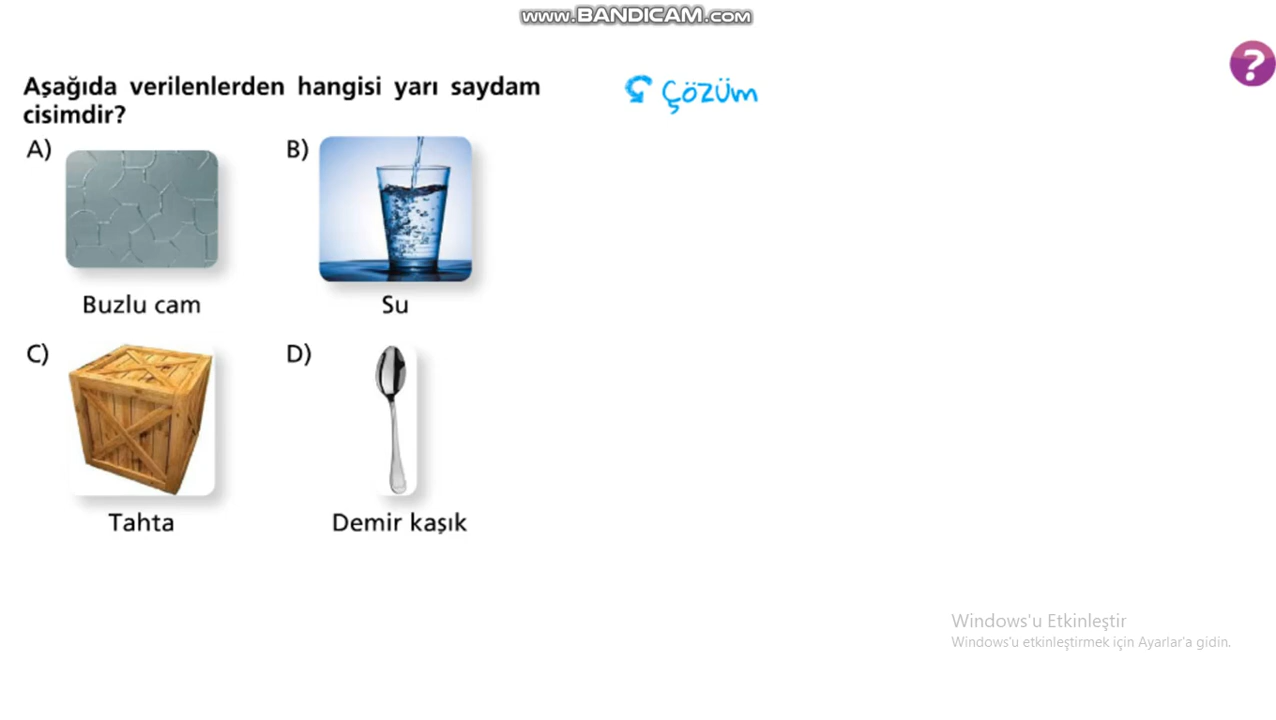 www.BANDICAM.com
?
Aşağıda verilenlerden hangisi yarı saydam
cisimdir?
Çözüm
A)
B)
Buzlu cam
Su
C)
D)
Tahta
Demir kaşık
Windows'u Etkinleştir
Windows'u etkinleştirmek için Ayarlar'a gidin.